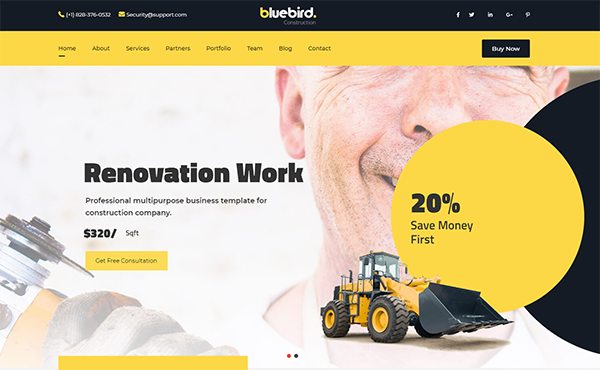 (+1) 828-376-0532 Security@support.com
bluebird.
Construction
Home About Services Partners Portfolio Team Blog Contact Buy Now
Renovation Work
Professional multipurpose business template for
construction company.
$320/ Sqft
Get Free Consultation
20%
Save Money
First